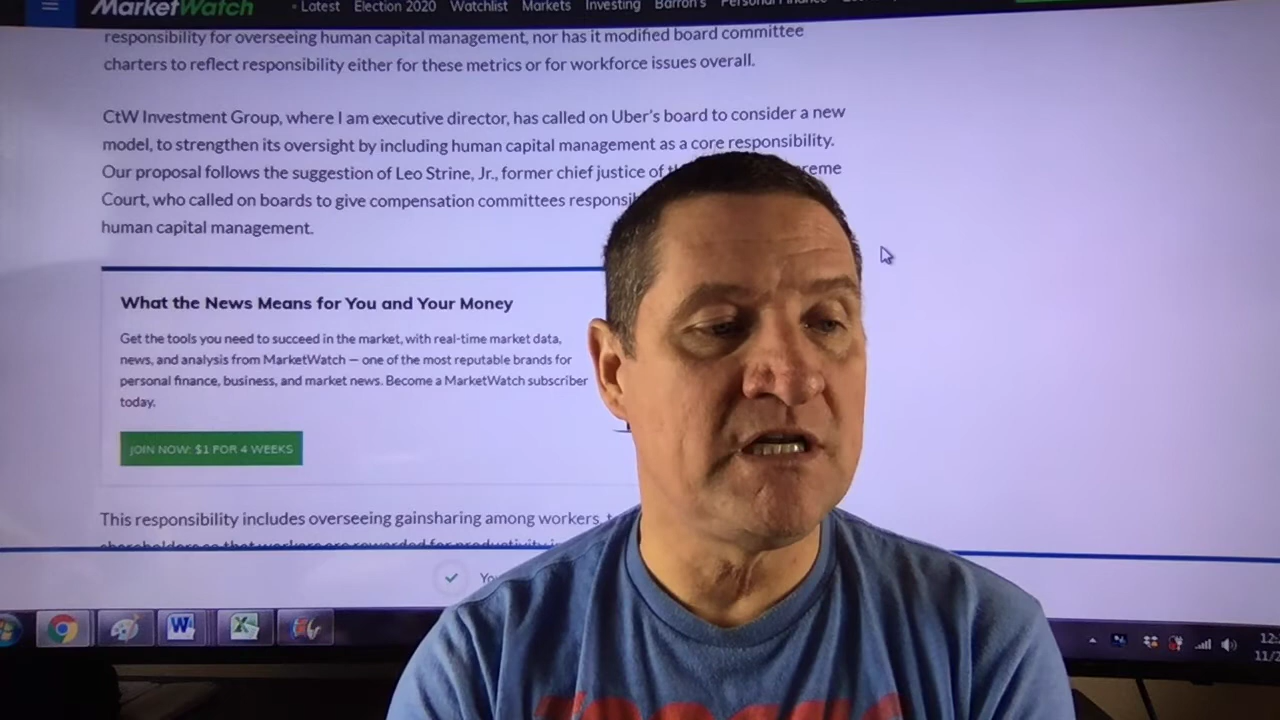 MarketWatch
Latest Election 2020 Watchlist Markets Investing Barron's Personal Finance
responsibility for overseeing human capital management, nor has it modified board committee
charters to reflect responsibility either for these metrics or for workforce issues overall.
CtW Investment Group, where I am executive director, has called on Uber's board to consider a new
model, to strengthen its oversight by including human capital management as a core responsibility.
Our proposal follows the suggestion of Leo Strine, Jr., former chief justice of
Court, who called on boards to give compensation committees
human capital management.
What the News Means for You and Your Money
Get the tools you need to succeed in the market, with real-time market data,
news, and analysis from MarketWatch — one of the most reputable brands for
personal finance, business, and market news. Become a MarketWatch subscriber
today.
JOIN NOW: $1 FOR 4 WEEKS
This responsibility includes overseeing gainsharing among workers,
12:
11/2